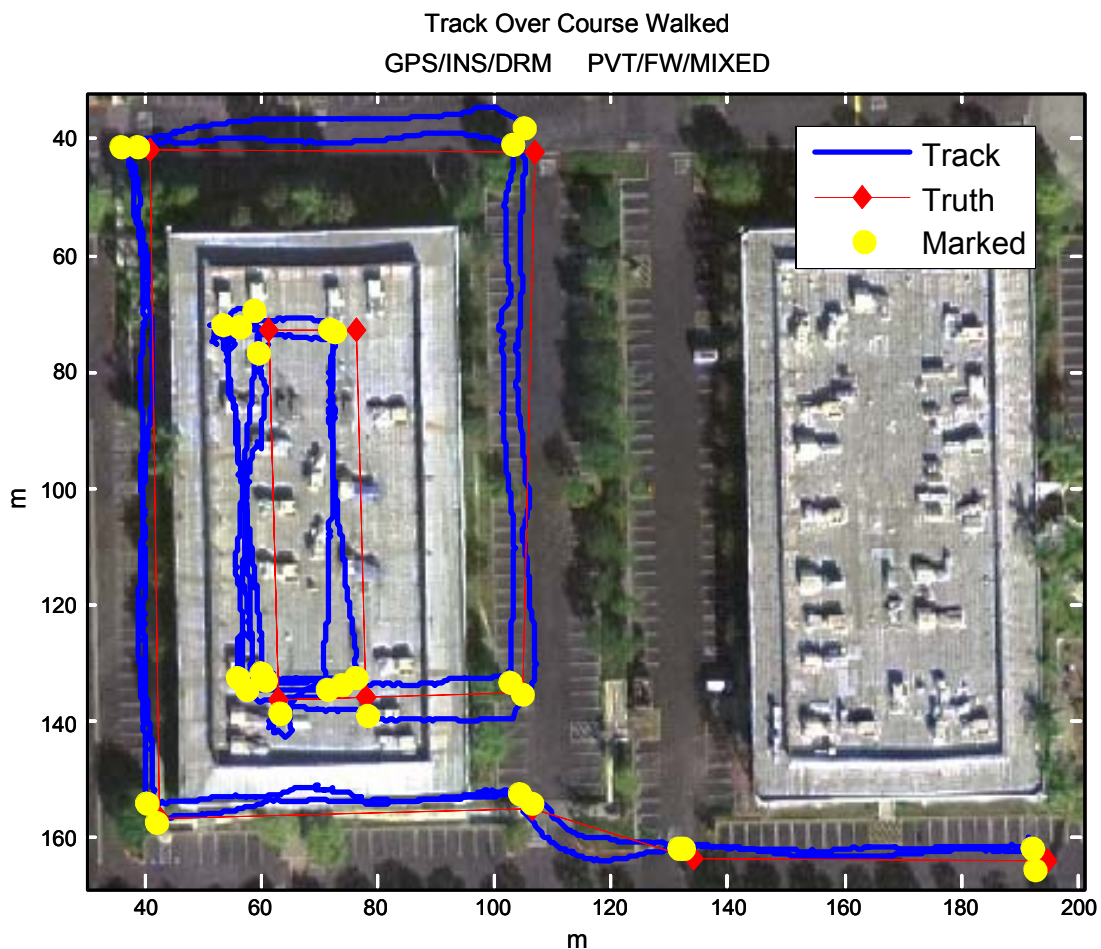 Track Over Course Walked
GPS/INS/DRM PVT/FW/MIXED
40
60
80
100
120
140
160
m
Track
Truth
Marked
40 60 80 100 120 140 160 180 200
m